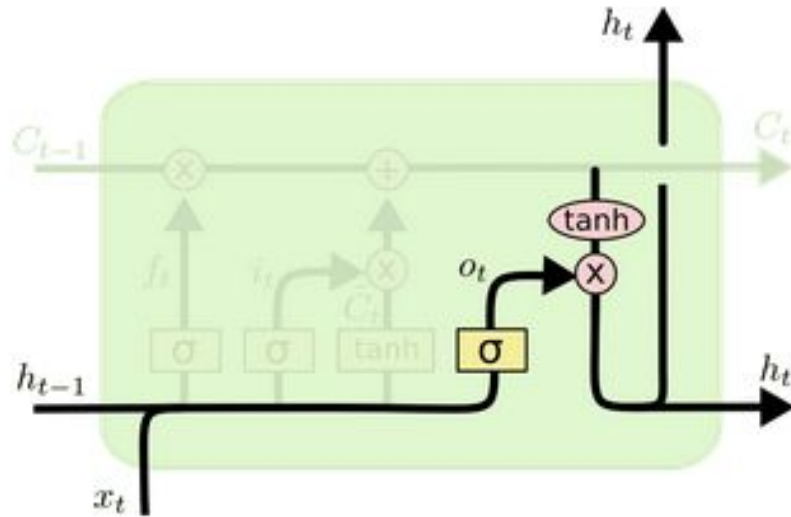 h_t
C_{t-1}
C_t
tanh
f_t
i_t
o_t
C̃_t
σ
σ
tanh
σ
h_{t-1}
h_t
x_t